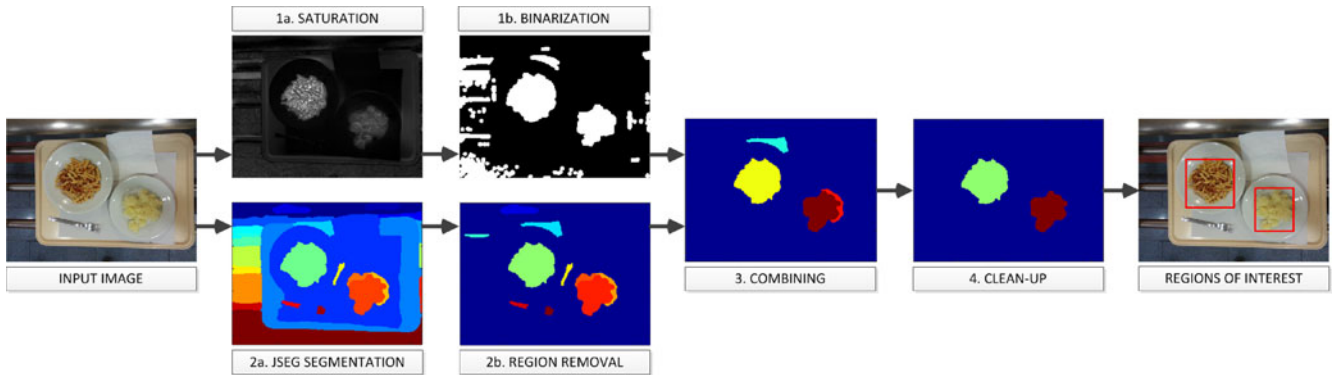 1a. SATURATION
1b. BINARIZATION
INPUT IMAGE
2a. JSEG SEGMENTATION
2b. REGION REMOVAL
3. COMBINING
4. CLEAN-UP
REGIONS OF INTEREST